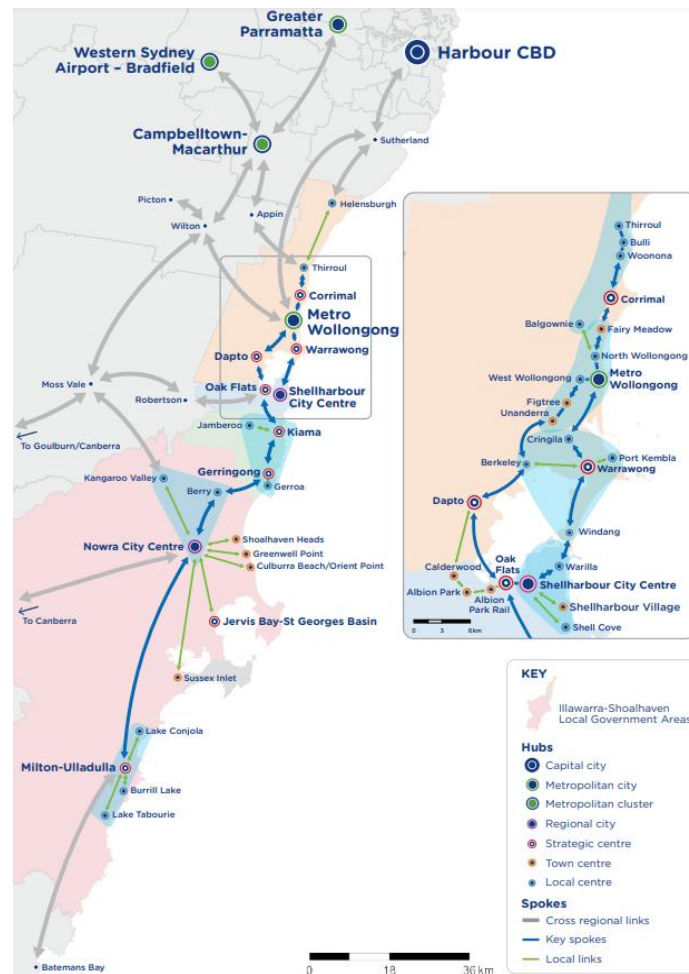 Greater
Parramatta
Western Sydney
Airport – Bradfield
Harbour CBD
Campbelltown-
Macarthur
Sutherland
Picton
Wilton
Appin
Helensburgh
Thirroul
Corrimal
Metro
Wollongong
Dapto
Warrawong
Moss Vale
Robertson
Oak Flats
Shellharbour
City Centre
Jamberoo
Kiama
To Goulburn/Canberra
Gerringong
Kangaroo Valley
Berry
Gerroa
Nowra City Centre
Shoalhaven Heads
Greenwell Point
Culburra Beach/Orient Point
To Canberra
Jervis Bay-St Georges Basin
Sussex Inlet
Lake Conjola
Milton-Ulladulla
Burrill Lake
Lake Tabourie
Batemans Bay
0 18 36 km
Thirroul
Bulli
Woonona
Corrimal
Balgownie
Fairy Meadow
North Wollongong
West Wollongong
Metro
Wollongong
Figtree
Unanderra
Cringila
Port Kembla
Berkeley
Warrawong
Dapto
Windang
Oak
Flats
Warilla
Calderwood
Shellharbour City Centre
Albion Park
Albion
Park Rail
Shellharbour Village
Shell Cove
0 3 6 km
KEY
Illawarra-Shoalhaven
Local Government Areas
Hubs
Capital city
Metropolitan city
Metropolitan cluster
Regional city
Strategic centre
Town centre
Local centre
Spokes
Cross regional links
Key spokes
Local links